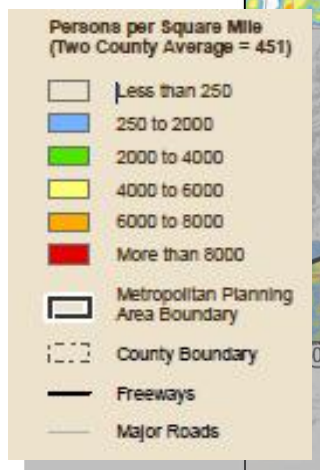 Persons per Square Mile
(Two County Average = 451)
Less than 250
250 to 2000
2000 to 4000
4000 to 6000
6000 to 8000
More than 8000
Metropolitan Planning
Area Boundary
County Boundary
Freeways
Major Roads